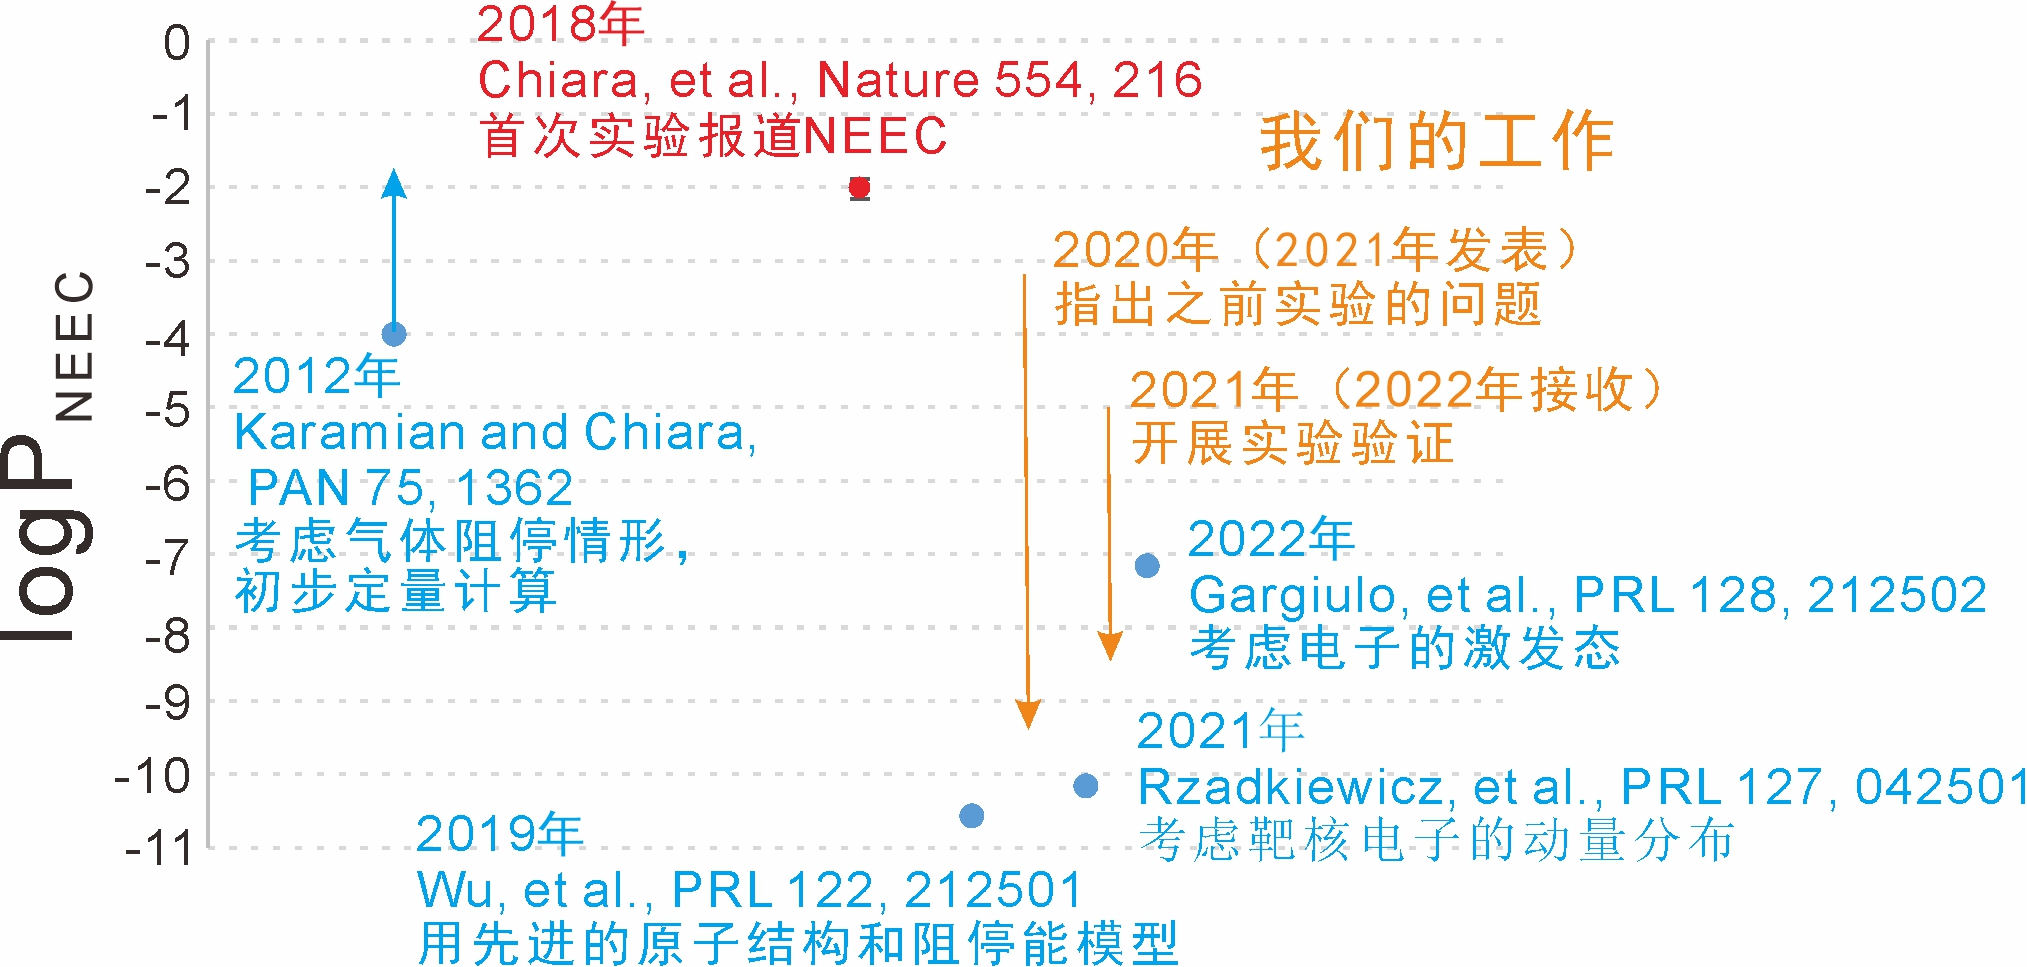 logP NEEC
0
-1
-2
-3
-4
-5
-6
-7
-8
-9
-10
-11
2018年
Chiara, et al., Nature 554, 216
首次实验报道NEEC
我们的工作
2020年（2021年发表）
指出之前实验的问题
2012年
Karamian and Chiara,
PAN 75, 1362
考虑气体阻停情形，
初步定量计算
2021年（2022年接收）
开展实验验证
2022年
Gargiulo, et al., PRL 128, 212502
考虑电子的激发态
2021年
Rzadkiewicz, et al., PRL 127, 042501
考虑靶核电子的动量分布
2019年
Wu, et al., PRL 122, 212501
用先进的原子结构和阻停能模型